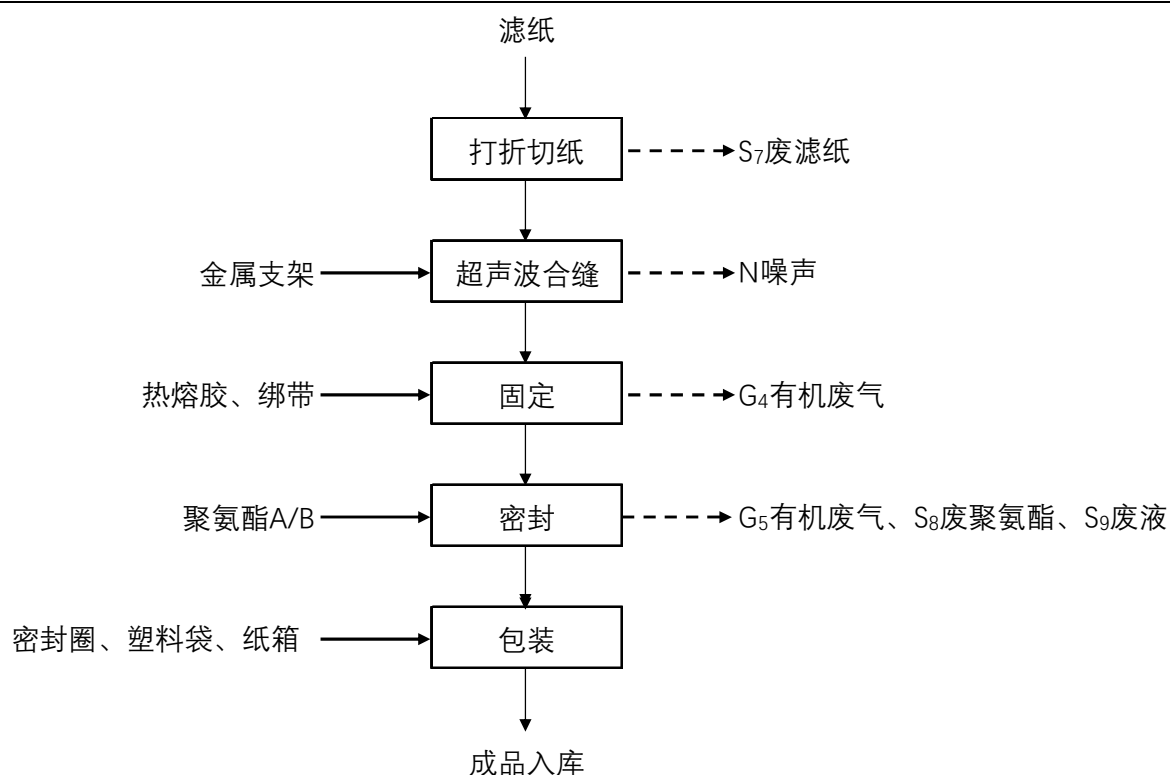 滤纸
打折切纸 S₇废滤纸
金属支架 超声波合缝 N噪声
热熔胶、绑带 固定 G₄有机废气
聚氨酯A/B 密封 G₅有机废气、S₈废聚氨酯、S₉废液
密封圈、塑料袋、纸箱 包装
成品入库